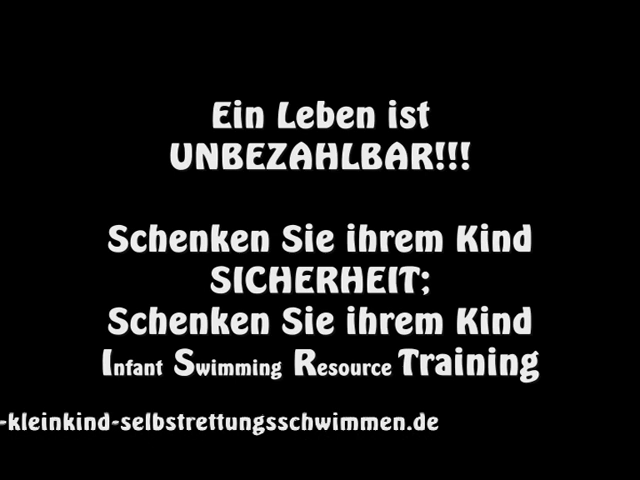 Ein Leben ist
UNBEZAHLBAR!!!
Schenken Sie ihrem Kind
SICHERHEIT;
Schenken Sie ihrem Kind
Infant Swimming Resource Training
-kleinkind-selbstrettungsschwimmen.de